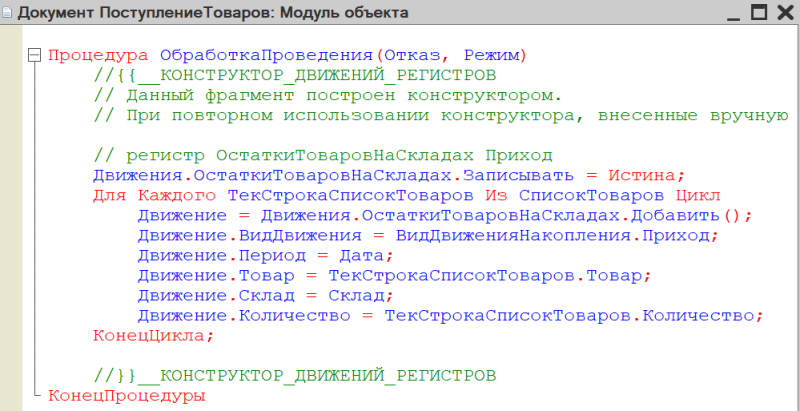 Документ ПоступлениеТоваров: Модуль объекта
Процедура ОбработкаПроведения(Отказ, Режим)
//{{__КОНСТРУКТОР_ДВИЖЕНИЙ_РЕГИСТРОВ
// Данный фрагмент построен конструктором.
// При повторном использовании конструктора, внесенные вручную
// регистр ОстаткиТоваровНаСкладах Приход
Движения.ОстаткиТоваровНаСкладах.Записывать = Истина;
Для Каждого ТекСтрокаСписокТоваров Из СписокТоваров Цикл
Движение = Движения.ОстаткиТоваровНаСкладах.Добавить();
Движение.ВидДвижения = ВидДвиженияНакопления.Приход;
Движение.Период = Дата;
Движение.Товар = ТекСтрокаСписокТоваров.Товар;
Движение.Склад = Склад;
Движение.Количество = ТекСтрокаСписокТоваров.Количество;
КонецЦикла;
//}}__КОНСТРУКТОР_ДВИЖЕНИЙ_РЕГИСТРОВ
КонецПроцедуры